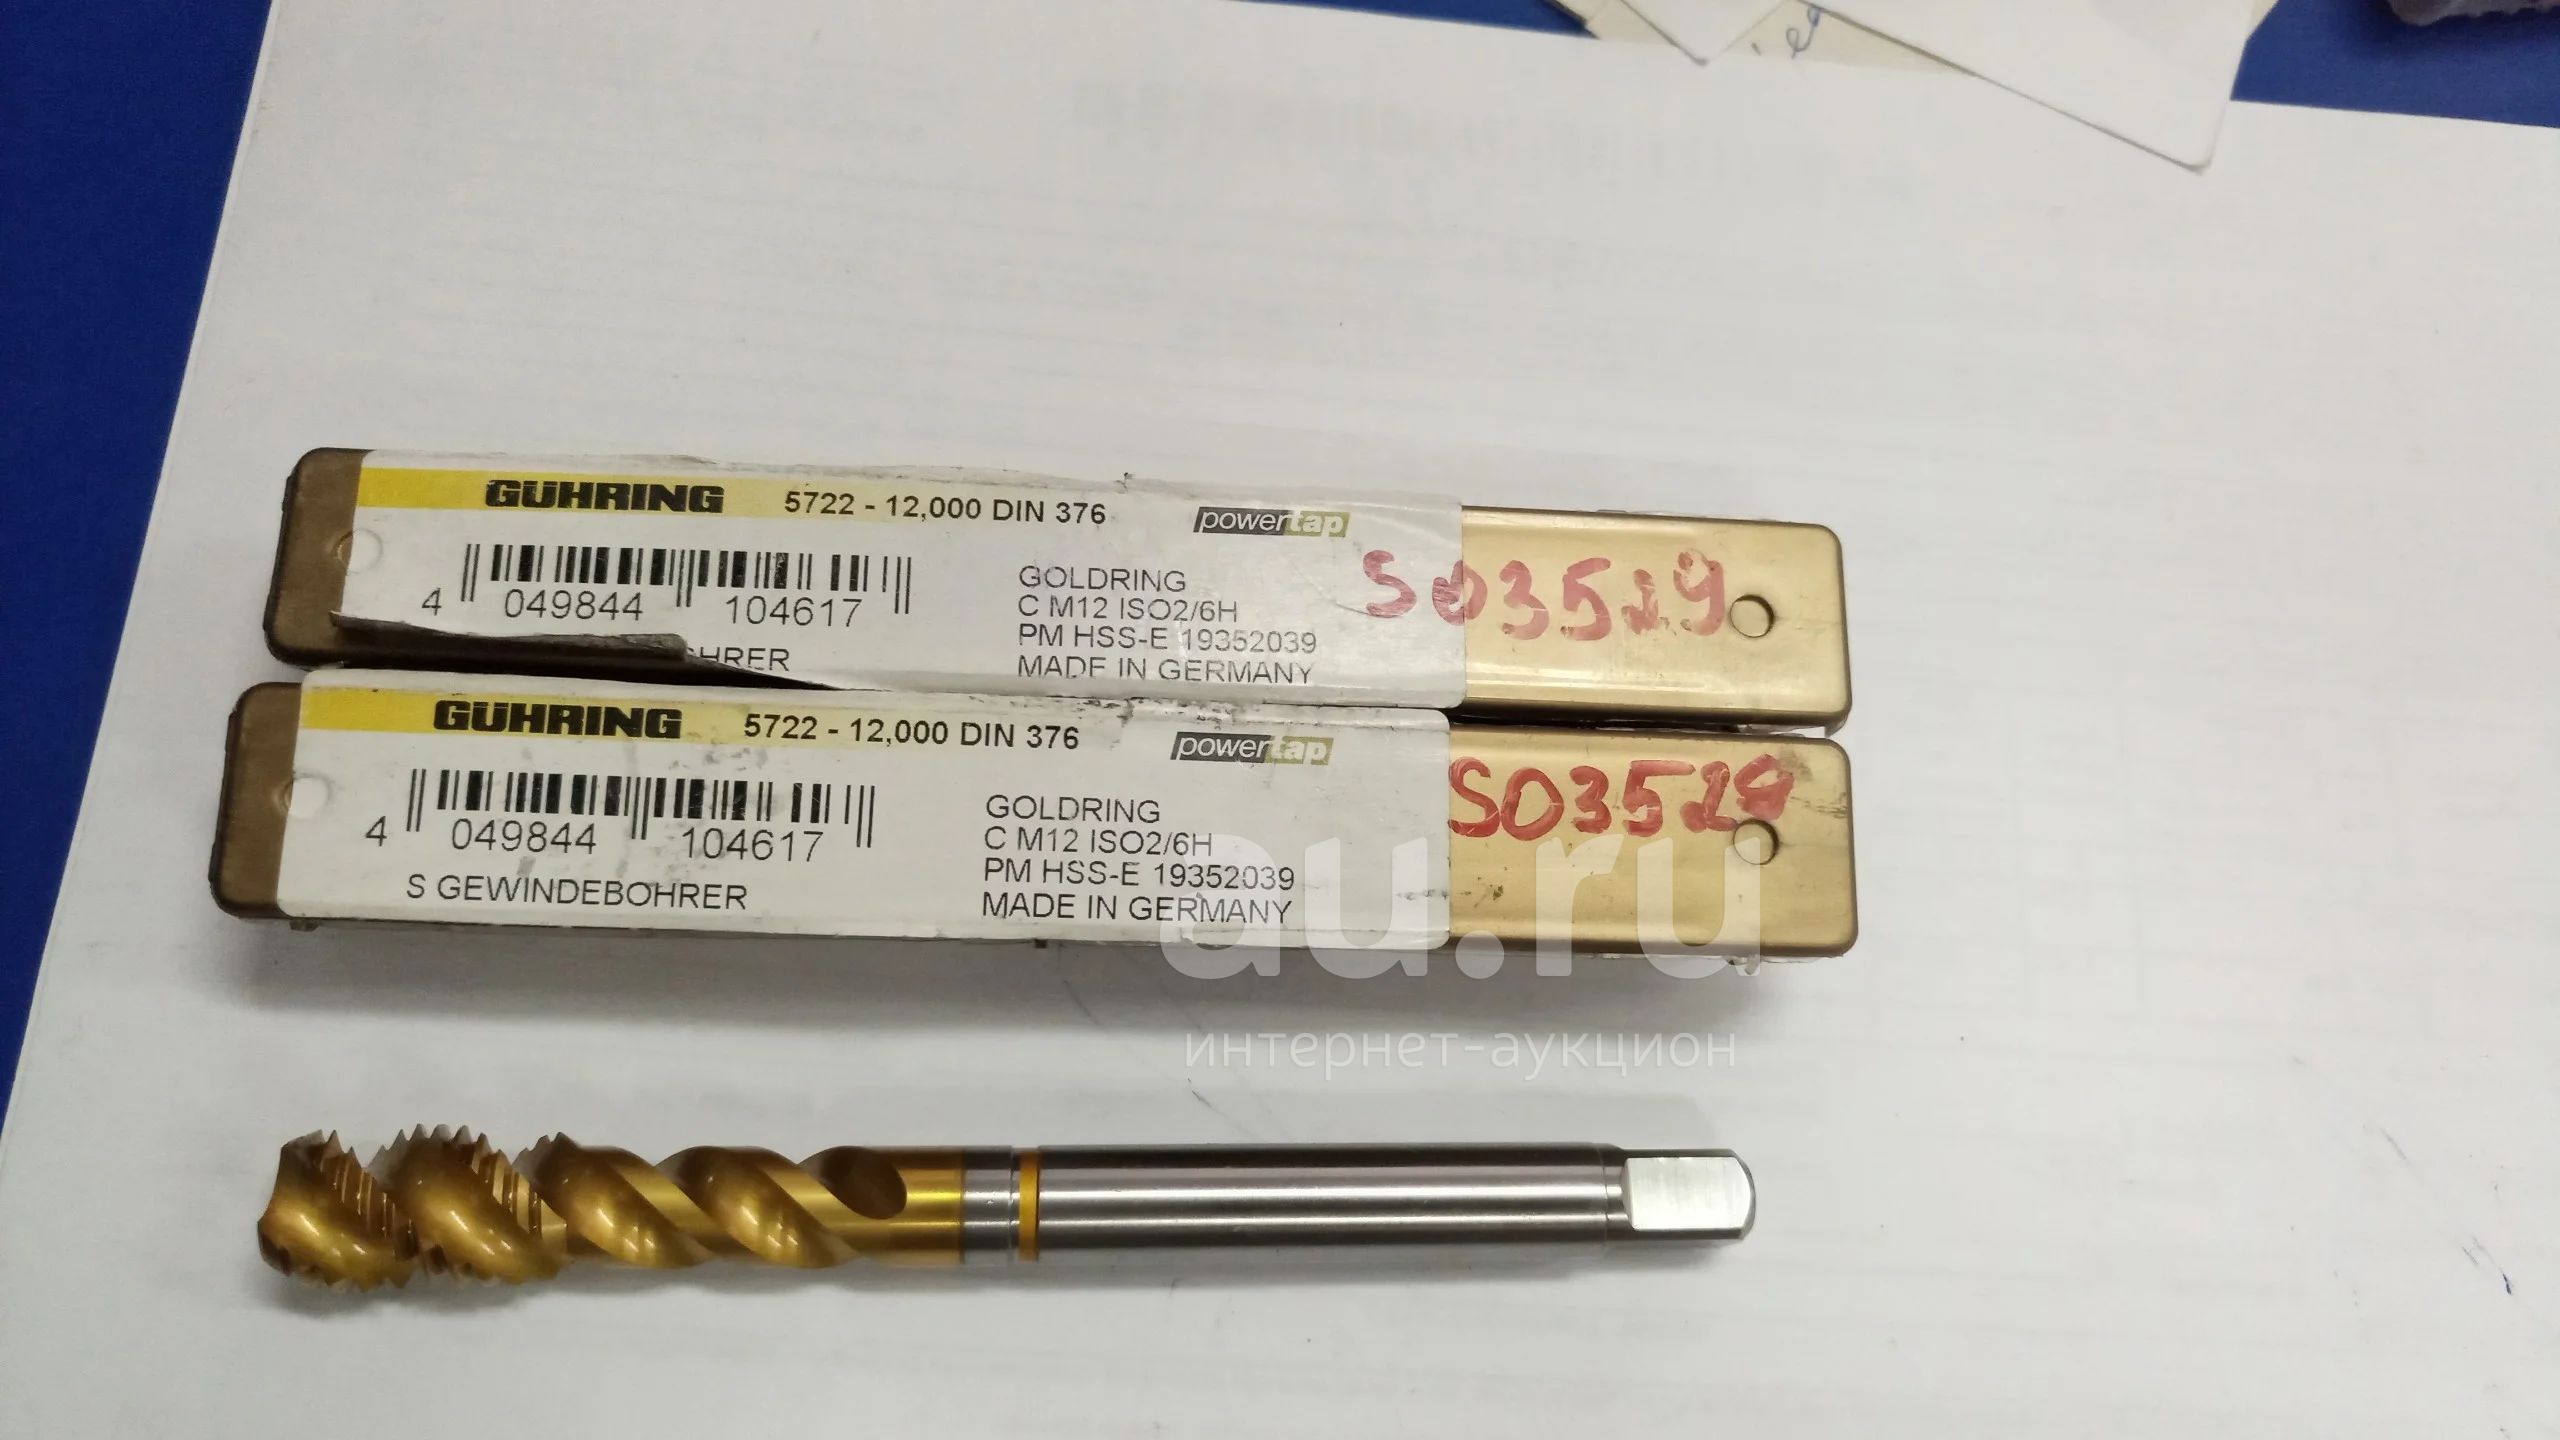 GÜHRING 5722 - 12,000 DIN 376 powertap
4 049844 104617
GOLDRING
C M12 ISO2/6H
PM HSS-E 19352039
MADE IN GERMANY
HRER
S03529
GÜHRING 5722 - 12,000 DIN 376 powertap
4 049844 104617
S GEWINDEBOHRER
GOLDRING
C M12 ISO2/6H
PM HSS-E 19352039
MADE IN GERMANY
S03529
au.ru
интернет-аукцион